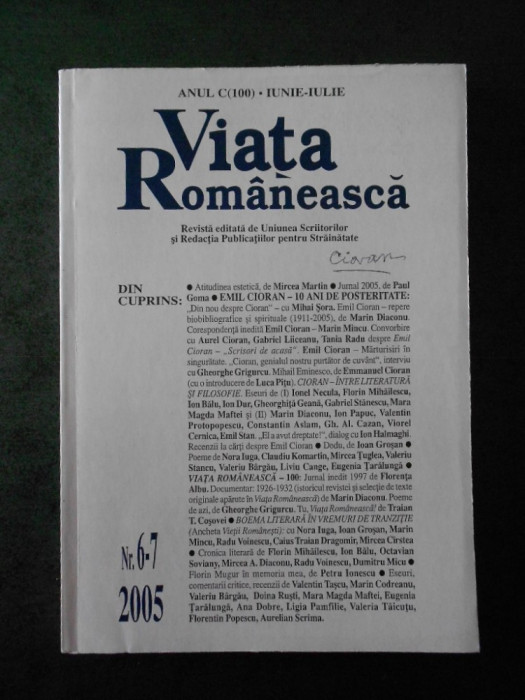 ANUL C(100) • IUNIE-IULIE
Viața
Românească
Revistă editată de Uniunea Scriitorilor
și Redacția Publicațiilor pentru Străinătate
Cioran
DIN
CUPRINS:
● Atitudinea estetică, de Mircea Martin ● Jurnal 2005, de Paul
Goma ● EMIL CIORAN – 10 ANI DE POSTERITATE:
„Din nou despre Cioran" – cu Mihai Șora. Emil Cioran – repere
biobibliografice și spirituale (1911-2005), de Marin Diaconu.
Corespondență inedită Emil Cioran – Marin Mincu. Convorbire
cu Aurel Cioran, Gabriel Liiceanu, Tania Radu despre Emil
Cioran – „Scrisori de acasă". Emil Cioran – Mărturisiri în
singurătate. „Cioran, genialul nostru purtător de cuvânt", interviu
cu Gheorghe Grigurcu. Mihail Eminesco, de Emmanuel Cioran
(cu o introducere de Luca Pițu). CIORAN – ÎNTRE LITERATURĂ
ȘI FILOSOFIE. Eseuri de (I) Ionel Necula, Florin Mihăilescu,
Ion Bălu, Ion Dur, Gheorghiță Geană, Gabriel Stănescu, Mara
Magda Maftei și (II) Marin Diaconu, Ion Papuc, Valentin
Protopopescu, Constantin Aslam, Gh. Al. Cazan, Viorel
Cernica, Emil Stan. „El a avut dreptate!", dialog cu Ion Halmaghi.
Recenzii la cărți despre Emil Cioran ● Dodu, de Ioan Groșan ●
Poeme de Nora Iuga, Claudiu Komartin, Mircea Țuglea, Valeriu
Stancu, Valeriu Bârgău, Liviu Cange, Eugenia Țarălungă ●
VIAȚA ROMÂNEASCĂ – 100: Jurnal inedit 1997 de Florența
Albu. Documentar: 1926-1932 (istoricul revistei și selecție de texte
originale apărute în Viața Românească) de Marin Diaconu. Poeme
de azi, de Gheorghe Grigurcu. Tu, Viața Românească! de Traian
T. Coșovei ● BOEMA LITERARĂ ÎN VREMURI DE TRANZIȚIE
(Ancheta Vieții Românești): cu Nora Iuga, Ioan Groșan, Marin
Mincu, Radu Voinescu, Caius Traian Dragomir, Mircea Cîrstea
● Cronica literară de Florin Mihăilescu, Ion Bălu, Octavian
Soviany, Mircea A. Diaconu, Radu Voinescu, Dumitru Micu ●
Florin Mugur în memoria mea, de Petra Ionescu ● Eseuri,
comentarii critice, recenzii de Valentin Tașcu, Marin Codreanu,
Valeriu Bârgău, Doina Ruști, Mara Magda Maftei, Eugenia
Țarălungă, Ana Dobre, Ligia Pamfilie, Valeria Tăicuțu,
Florentin Popescu, Aurelian Scrima.
Nr. 6-7
2005